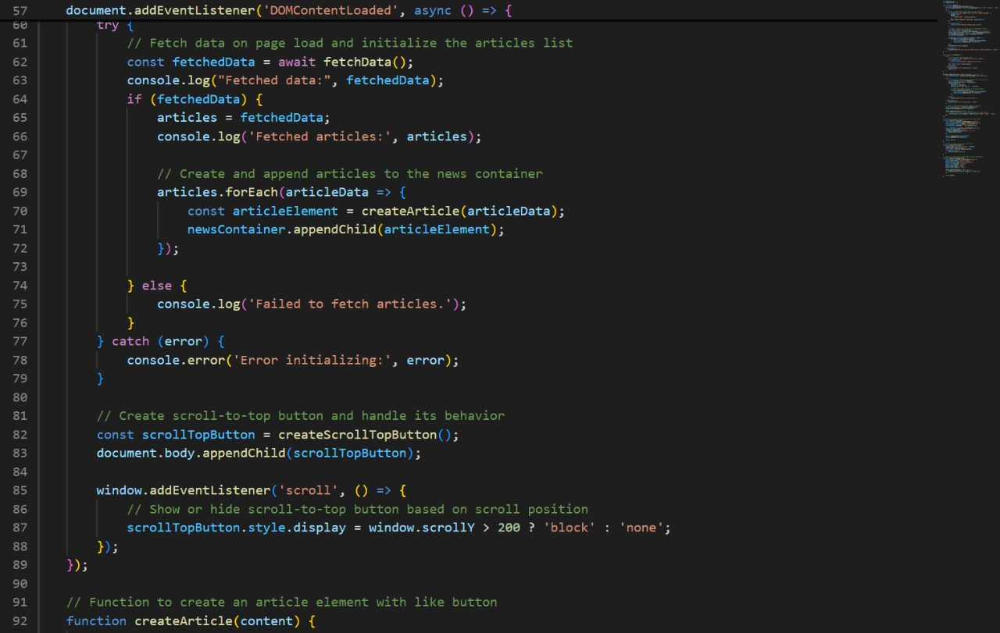 57 document.addEventListener('DOMContentLoaded', async () => {
60 try {
61 // Fetch data on page load and initialize the articles list
62 const fetchedData = await fetchData();
63 console.log("Fetched data:", fetchedData);
64 if (fetchedData) {
65 articles = fetchedData;
66 console.log('Fetched articles:', articles);
67
68 // Create and append articles to the news container
69 articles.forEach(articleData => {
70 const articleElement = createArticle(articleData);
71 newsContainer.appendChild(articleElement);
72 });
73
74 } else {
75 console.log('Failed to fetch articles.');
76 }
77 } catch (error) {
78 console.error('Error initializing:', error);
79 }
80
81 // Create scroll-to-top button and handle its behavior
82 const scrollTopButton = createScrollTopButton();
83 document.body.appendChild(scrollTopButton);
84
85 window.addEventListener('scroll', () => {
86 // Show or hide scroll-to-top button based on scroll position
87 scrollTopButton.style.display = window.scrollY > 200 ? 'block' : 'none';
88 });
89 });
90
91 // Function to create an article element with like button
92 function createArticle(content) {